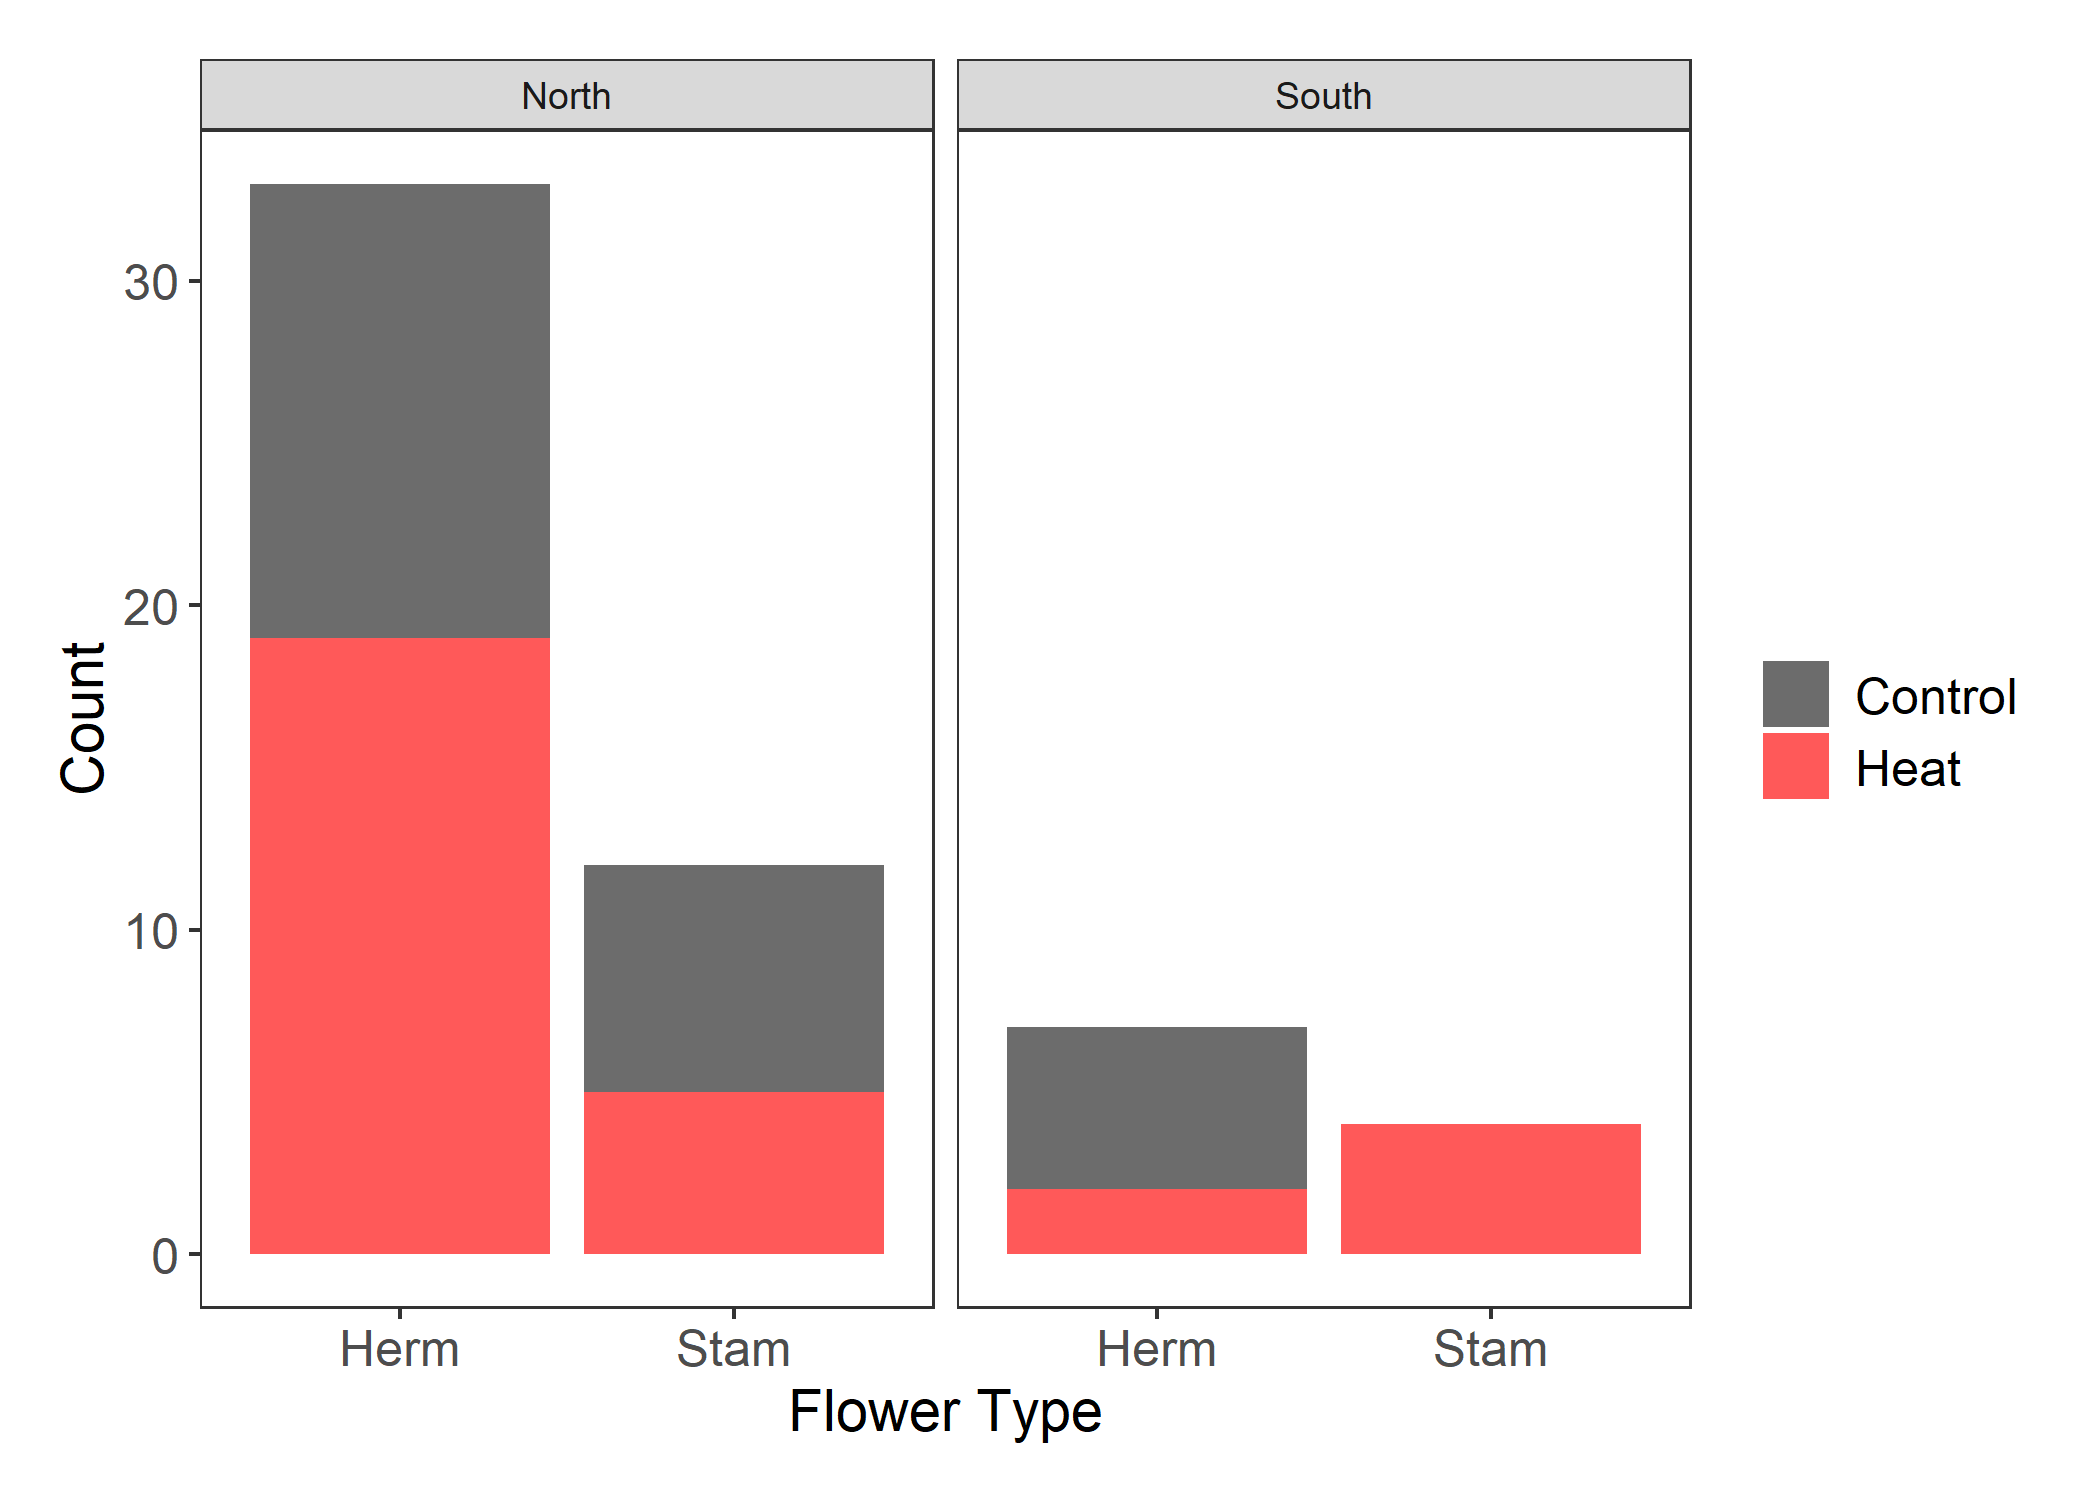 North
South
30
20
10
0
Count
Control
Heat
Herm
Stam
Herm
Stam
Flower Type